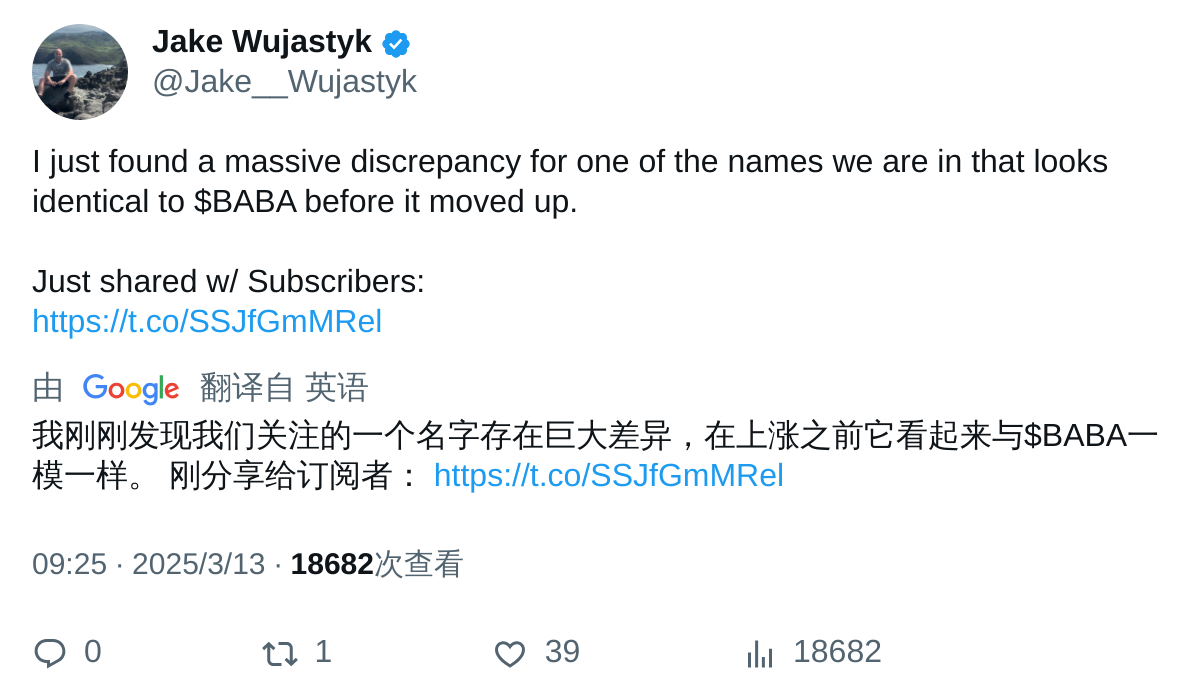 Jake Wujastyk
@Jake__Wujastyk
I just found a massive discrepancy for one of the names we are in that looks
identical to $BABA before it moved up.
Just shared w/ Subscribers:
https://t.co/SSJfGmMRel
由 Google 翻译自 英语
我刚刚发现我们关注的一个名字存在巨大差异，在上涨之前它看起来与$BABA一
模一样。 刚分享给订阅者： https://t.co/SSJfGmMRel
09:25 · 2025/3/13 · 18682次查看
0 1 39 18682